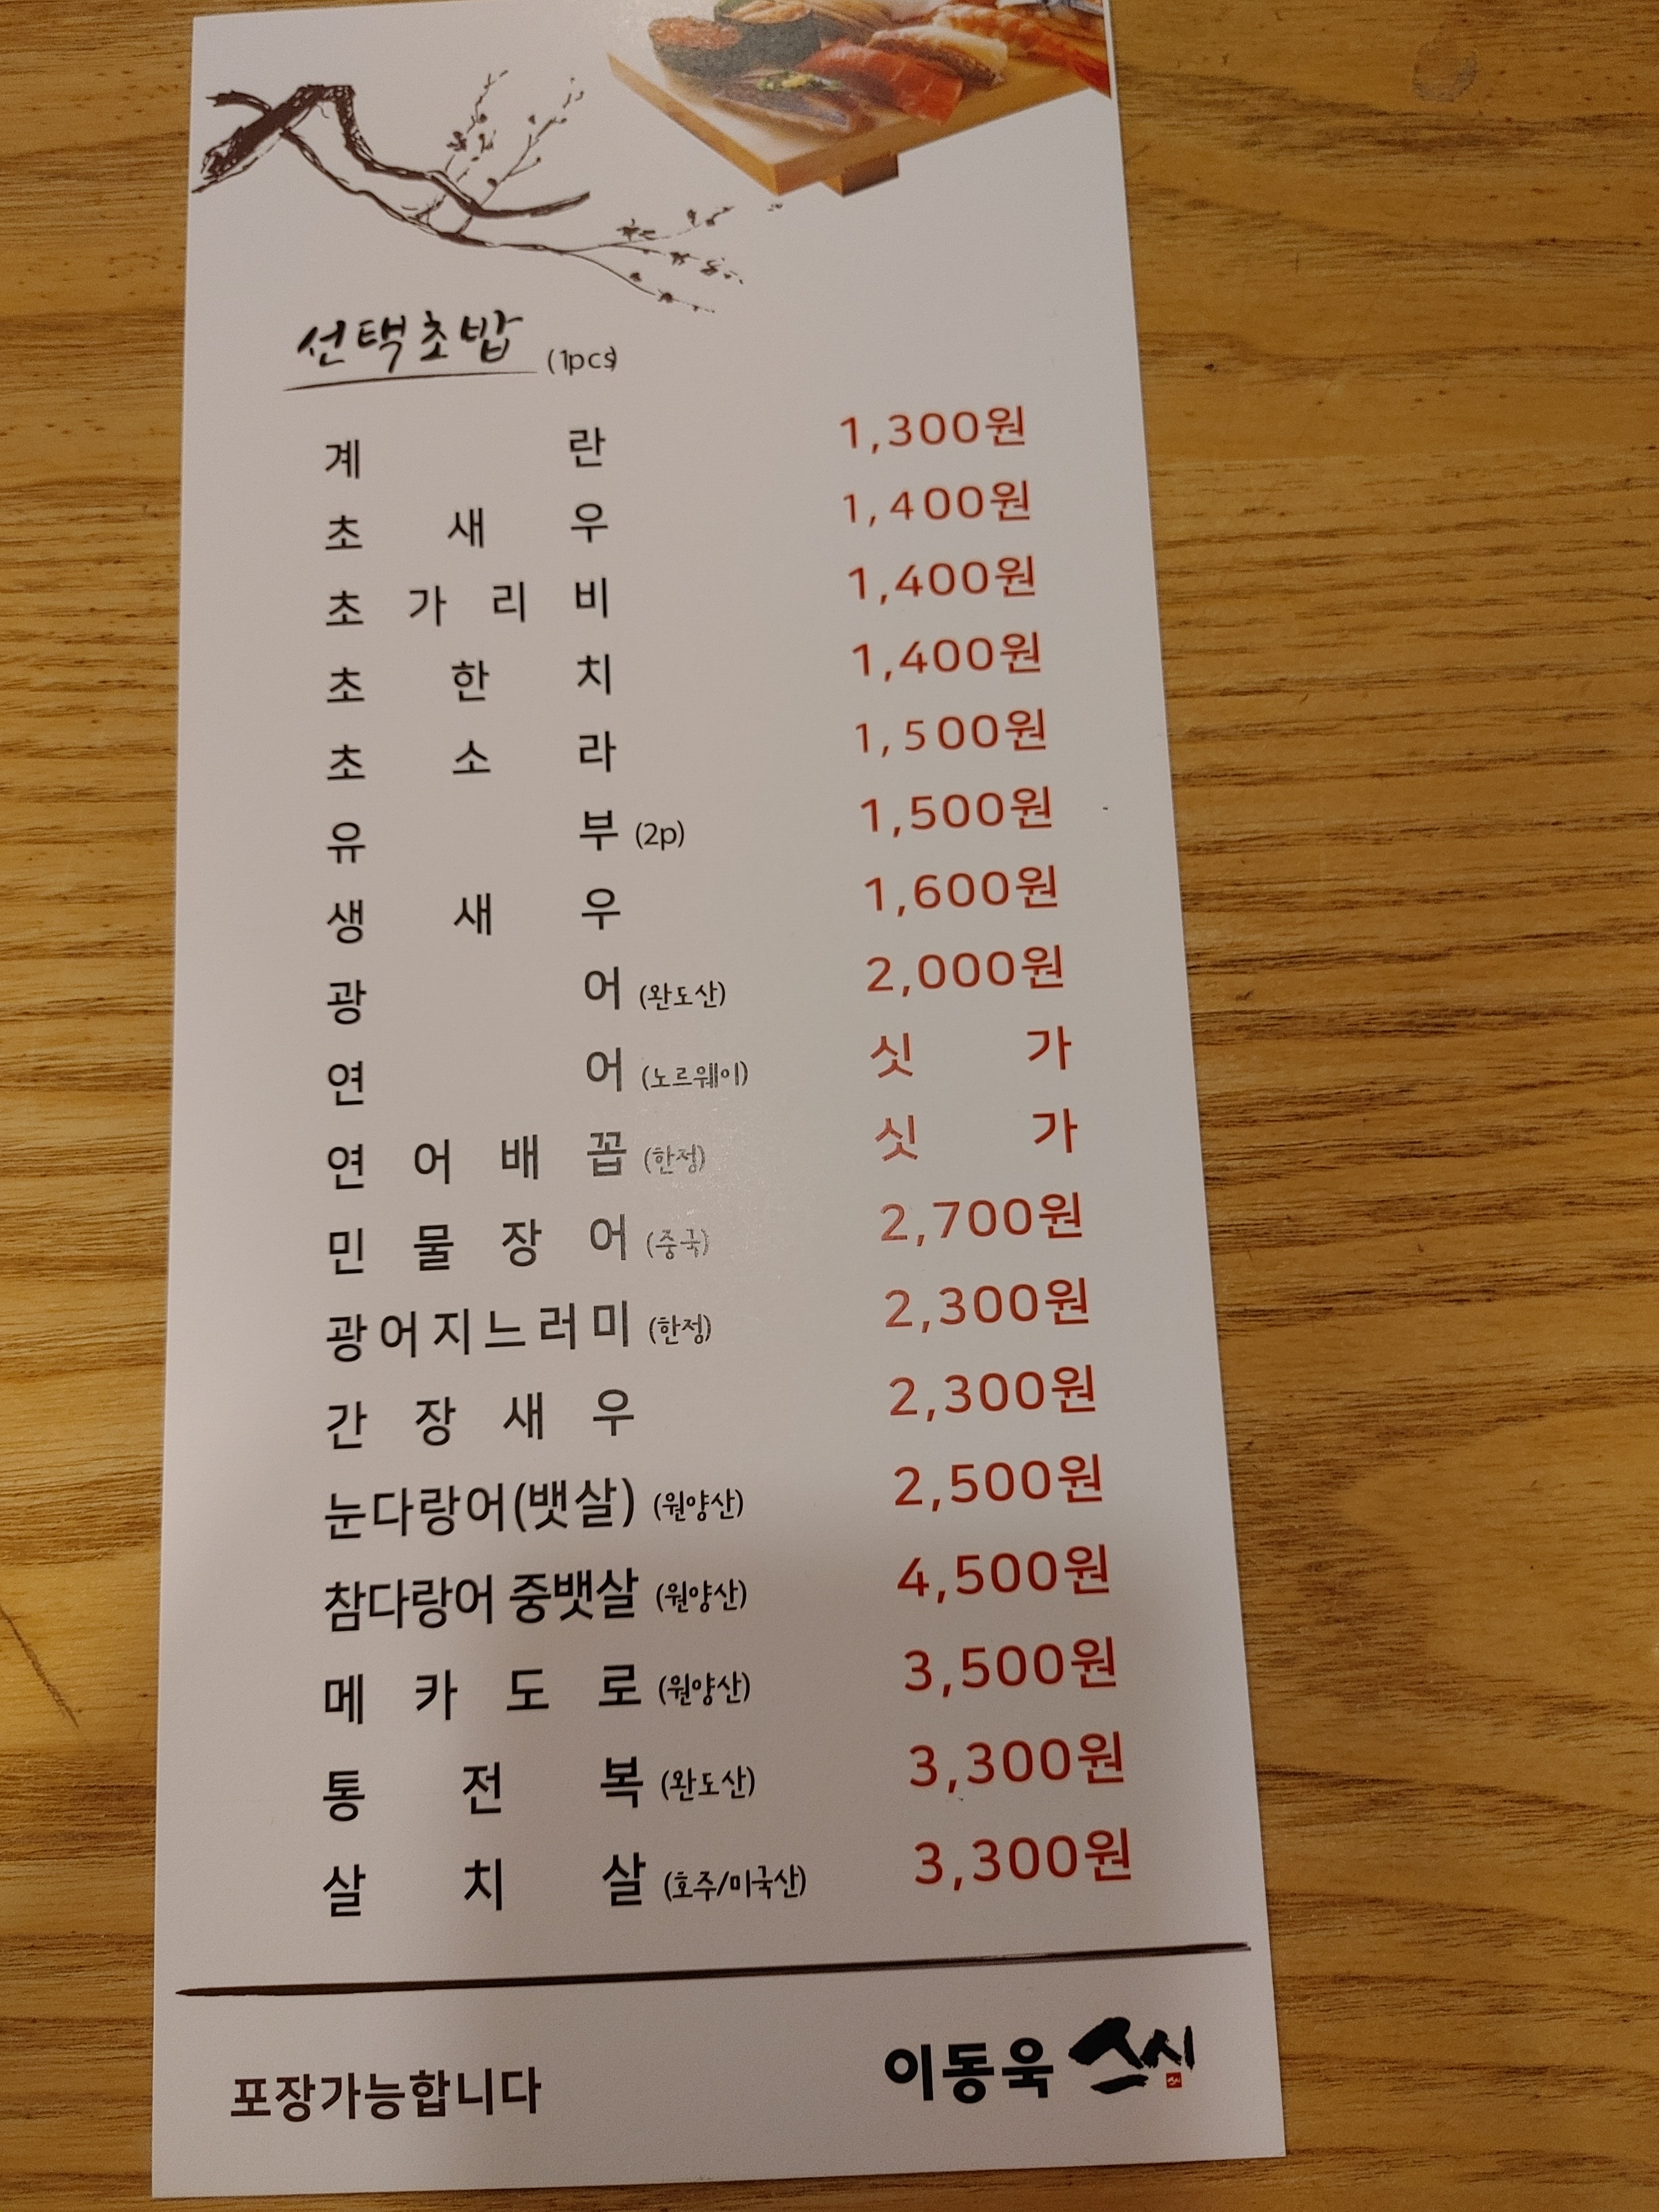 선택초밥 (1pcs)
계란 1,300원
초새우 1,400원
초가리비 1,400원
초한치 1,400원
초소라 1,500원
유부 (2p) 1,500원
생새우 1,600원
광어 (완도산) 2,000원
연어 (노르웨이) 싯가
연어배꼽 (한정) 싯가
민물장어 (중국) 2,700원
광어지느러미 (한정) 2,300원
간장새우 2,300원
눈다랑어(뱃살) (원양산) 2,500원
참다랑어 중뱃살 (원양산) 4,500원
메카도로 (원양산) 3,500원
통전복 (완도산) 3,300원
살치살 (호주/미국산) 3,300원
포장가능합니다
이동욱 스시